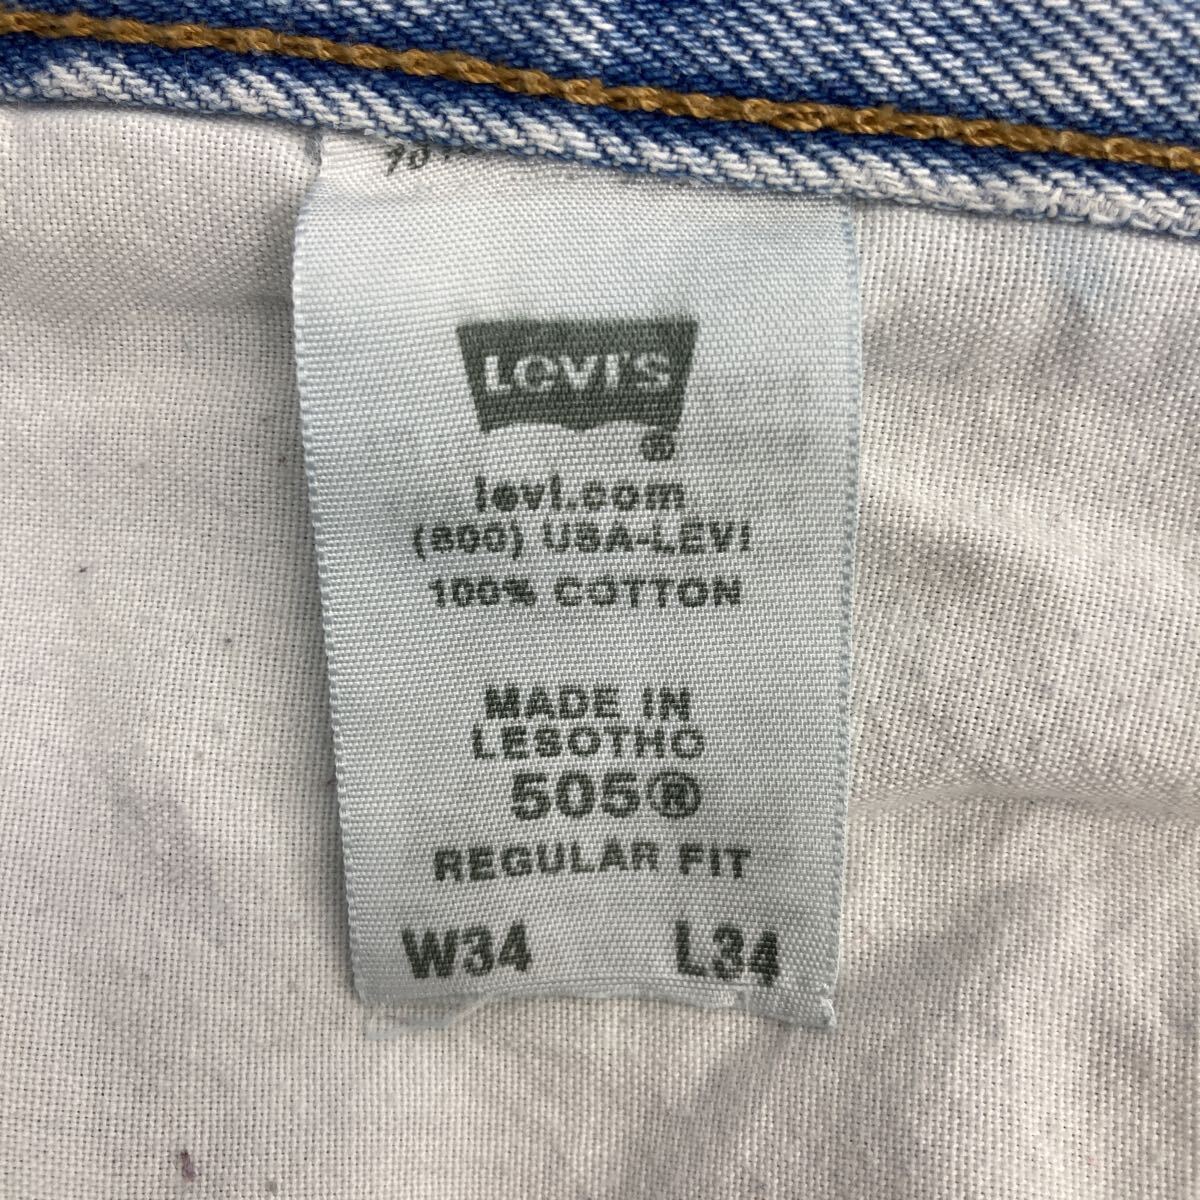 Levi's
®
levi.com
(800) USA-LEVI
100% COTTON
MADE IN
LESOTHO
505®
REGULAR FIT
W34 L34